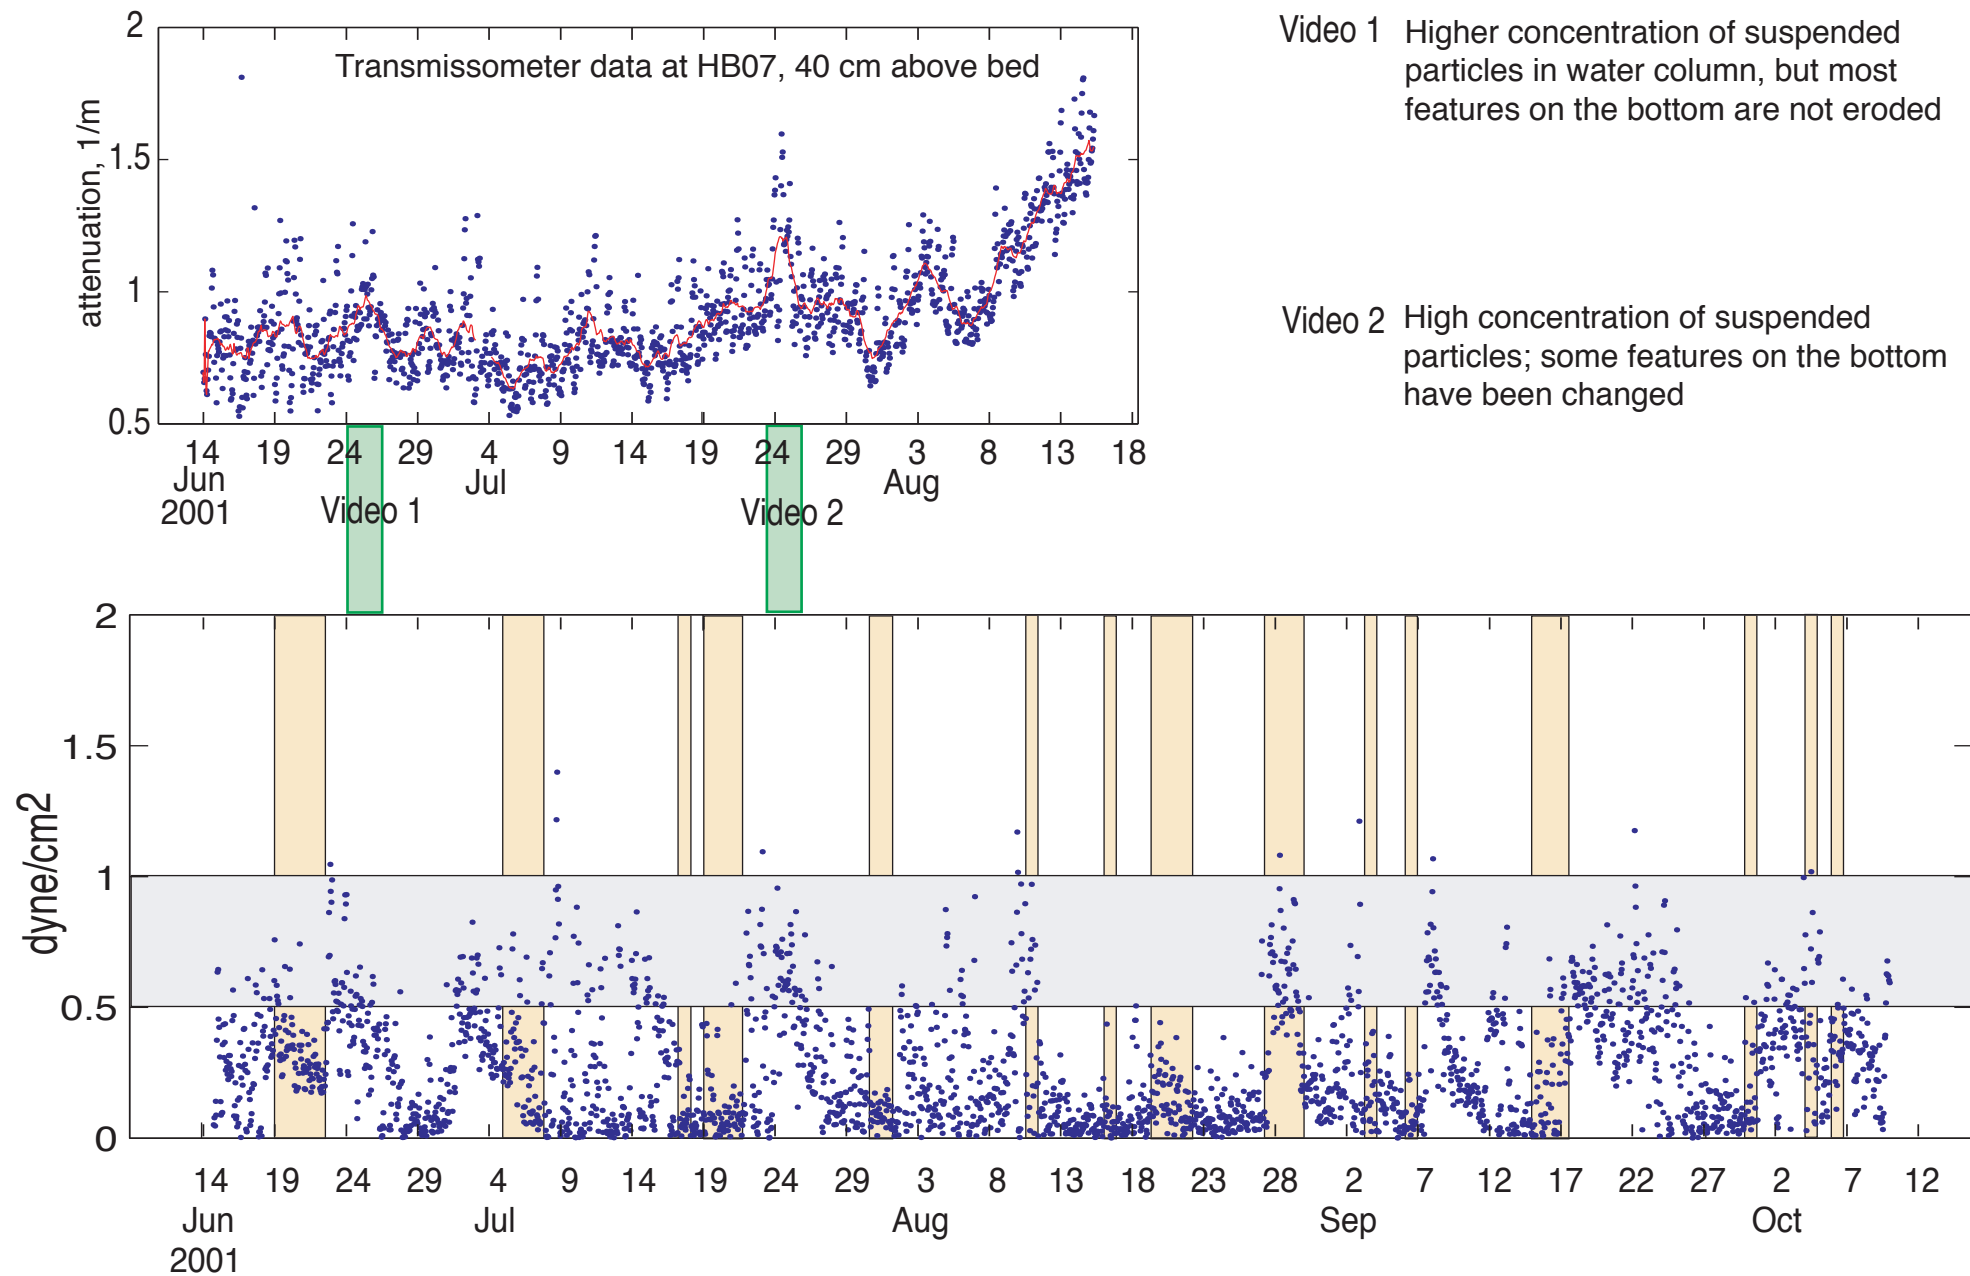 2
Transmissometer data at HB07, 40 cm above bed
attenuation, 1/m
1.5
1
0.5
14 19 24 29 4 9 14 19 24 29 3 8 13 18
Jun Jul Aug
2001
Video 1
Video 2
Video 1 Higher concentration of suspended
particles in water column, but most
features on the bottom are not eroded
Video 2 High concentration of suspended
particles; some features on the bottom
have been changed
2
1.5
1
0.5
0
dyne/cm2
14 19 24 29 4 9 14 19 24 29 3 8 13 18 23 28 2 7 12 17 22 27 2 7 12
Jun Jul Aug Sep Oct
2001